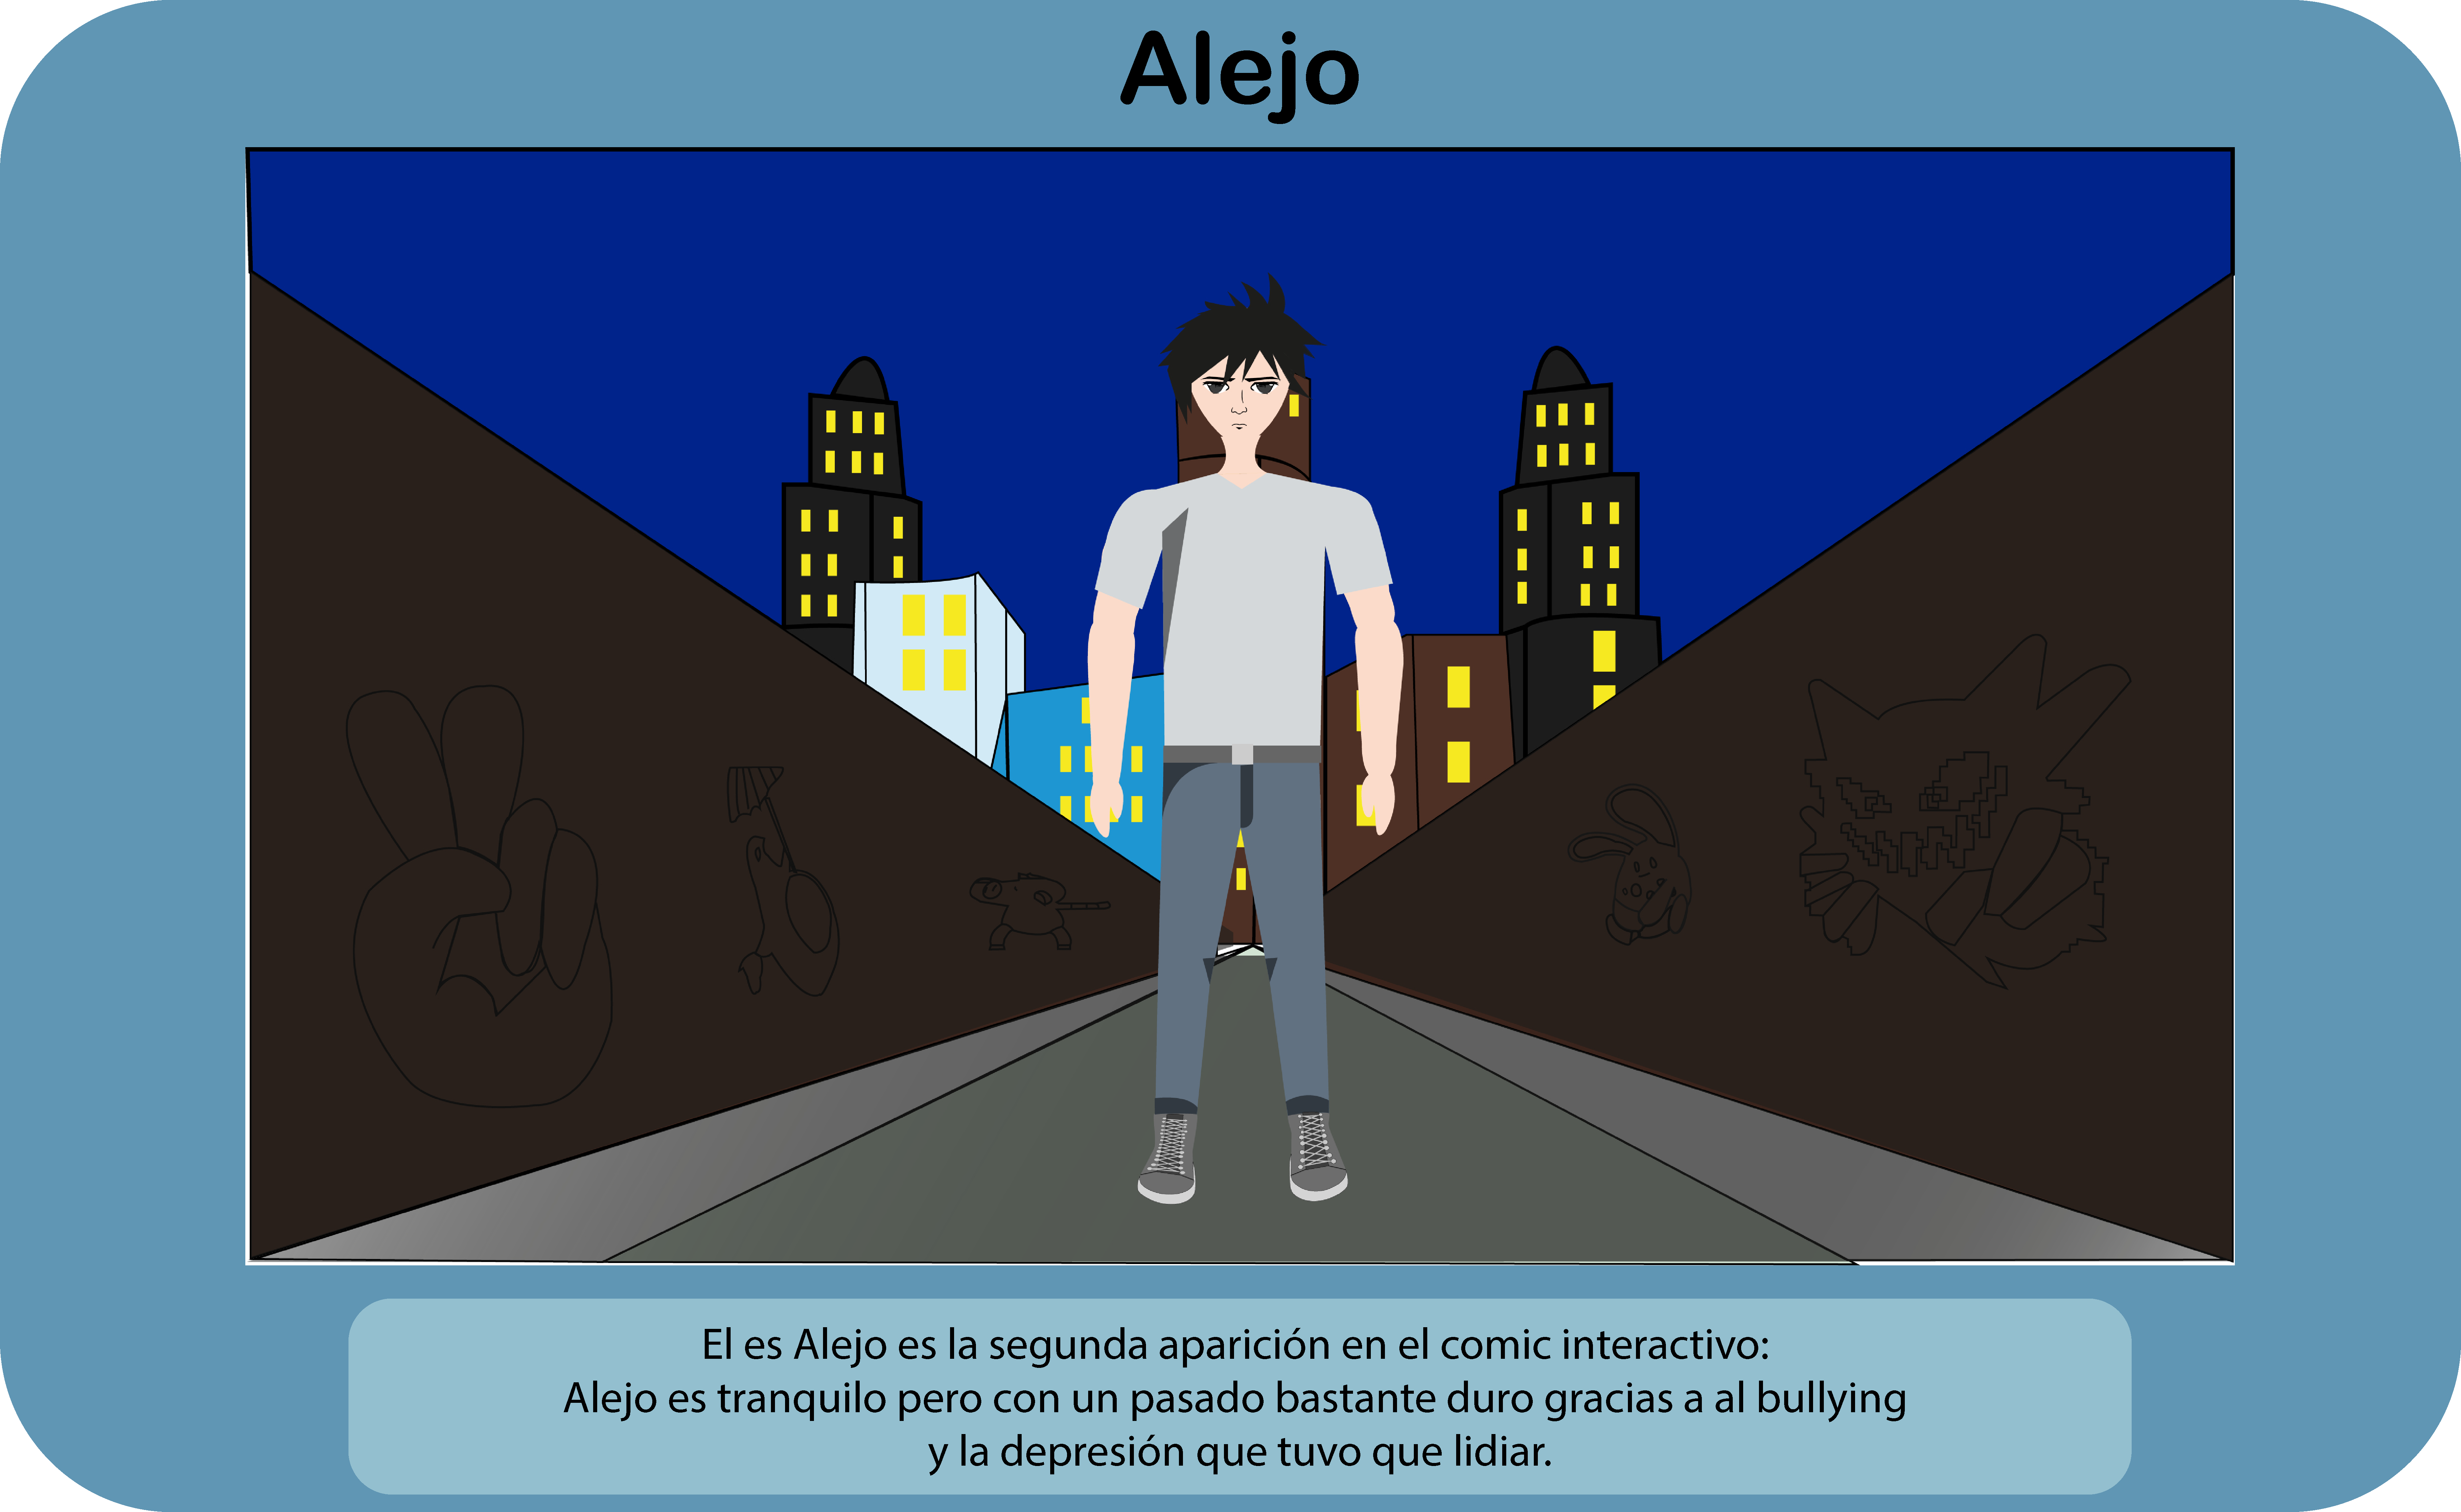 Alejo
El es Alejo es la segunda aparición en el comic interactivo:
Alejo es tranquilo pero con un pasado bastante duro gracias a al bullying
y la depresión que tuvo que lidiar.